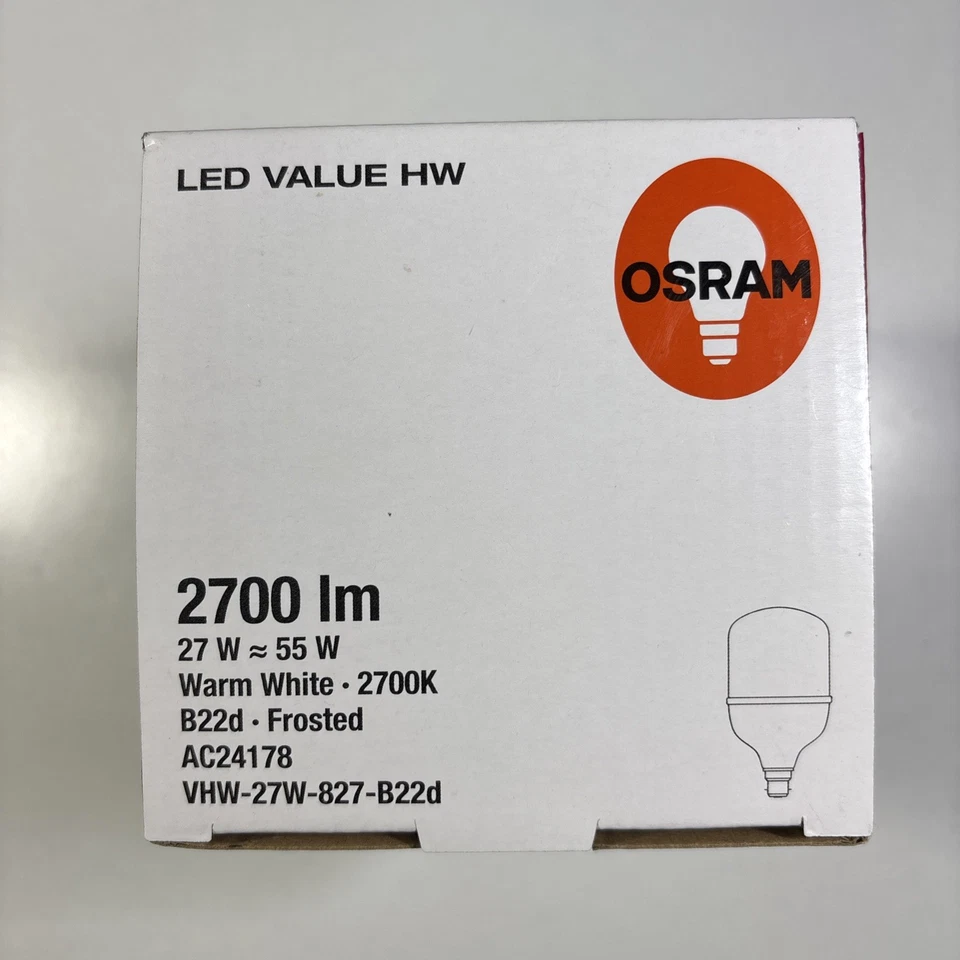 LED VALUE HW
OSRAM
2700 lm
27 W ≈ 55 W
Warm White · 2700K
B22d · Frosted
AC24178
VHW-27W-827-B22d